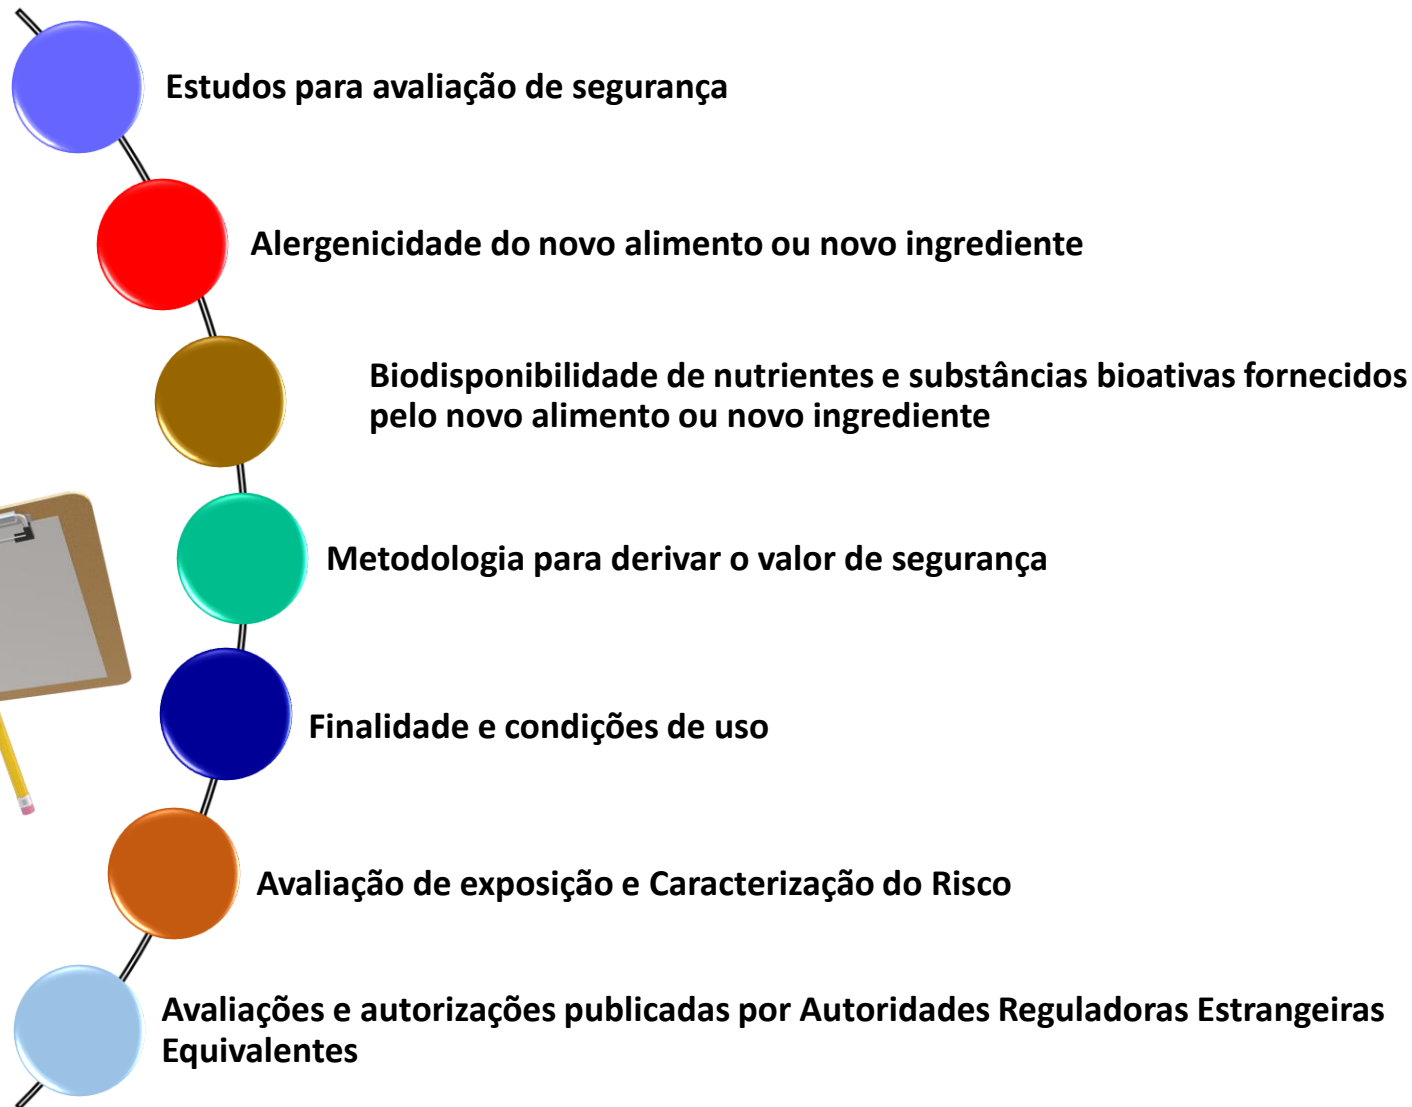 Estudos para avaliação de segurança
Alergenicidade do novo alimento ou novo ingrediente
Biodisponibilidade de nutrientes e substâncias bioativas fornecidos
pelo novo alimento ou novo ingrediente
Metodologia para derivar o valor de segurança
Finalidade e condições de uso
Avaliação de exposição e Caracterização do Risco
Avaliações e autorizações publicadas por Autoridades Reguladoras Estrangeiras
Equivalentes